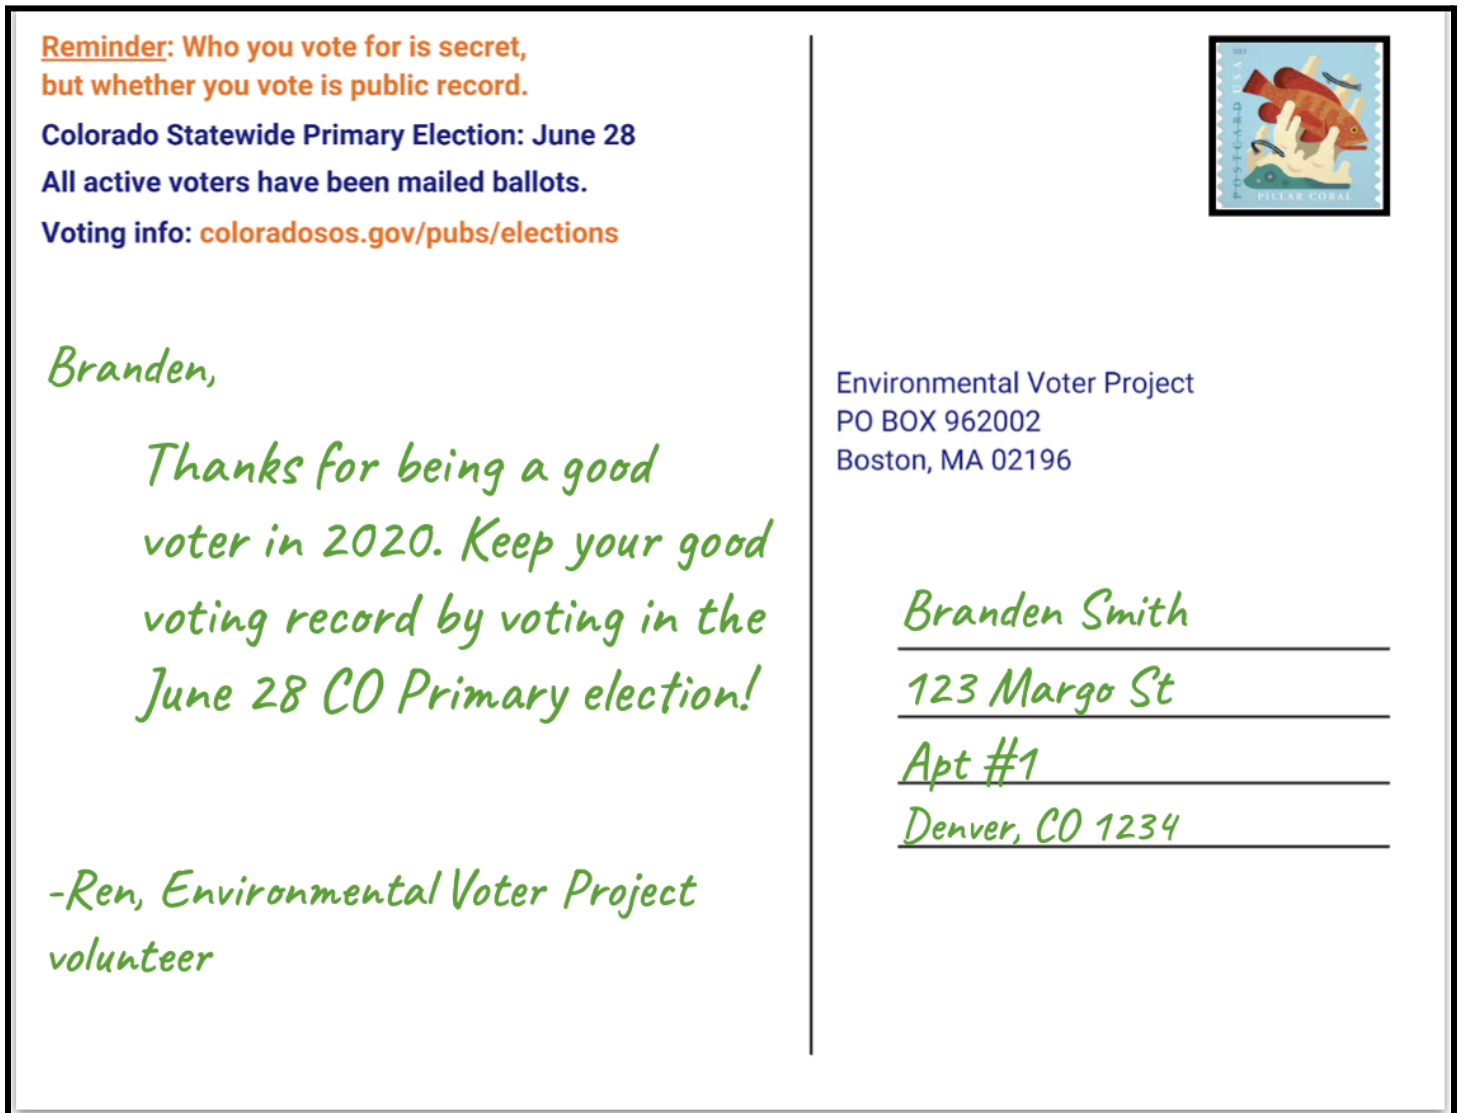 Reminder: Who you vote for is secret,
but whether you vote is public record.
Colorado Statewide Primary Election: June 28
All active voters have been mailed ballots.
Voting info: coloradosos.gov/pubs/elections
Branden,
Thanks for being a good
voter in 2020. Keep your good
voting record by voting in the
June 28 CO Primary election!
-Ren, Environmental Voter Project
volunteer
2019
POSTCARD USA
PILLAR CORAL
Environmental Voter Project
PO BOX 962002
Boston, MA 02196
Branden Smith
123 Margo St
Apt #1
Denver, CO 1234